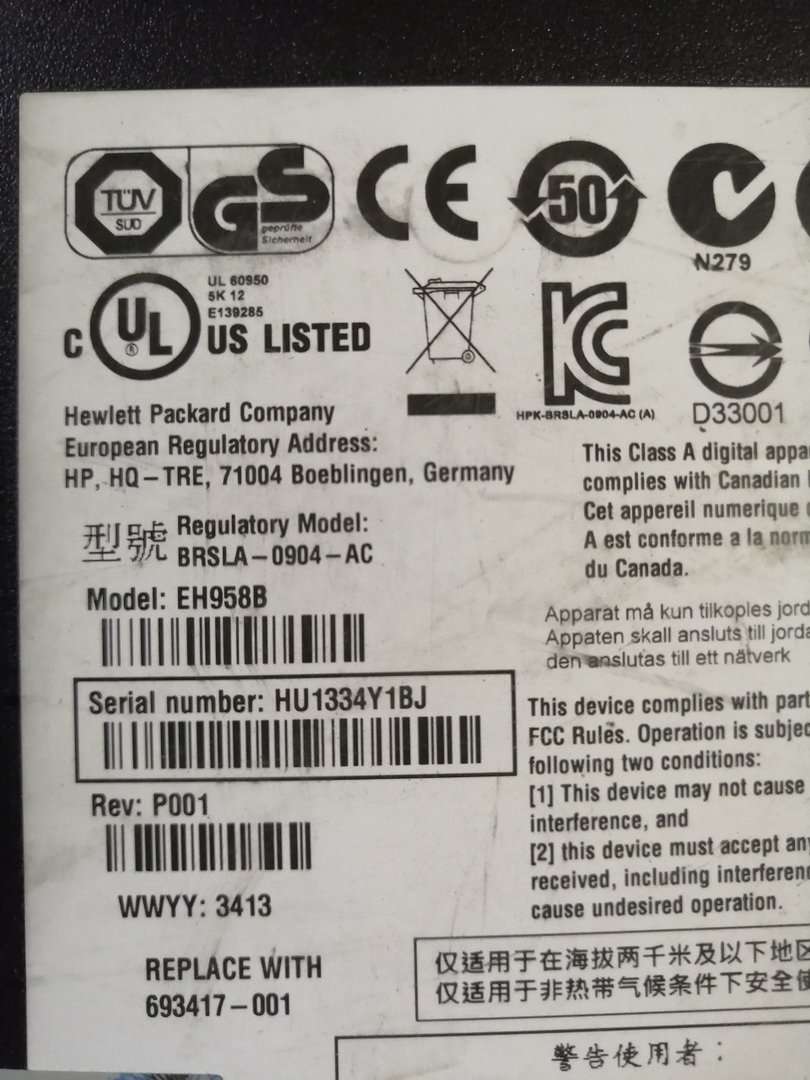 TÜV
SÜD
GS
geprüfte
Sicherheit
CE
50
N279
C UL ® US LISTED
UL 60950
5K 12
E139285
KC
HPK-BRSLA-0904-AC (A)
D33001
Hewlett Packard Company
European Regulatory Address:
HP, HQ-TRE, 71004 Boeblingen, Germany
型號
Regulatory Model:
BRSLA-0904-AC
Model: EH958B
Serial number: HU1334Y1BJ
Rev: P001
WWYY: 3413
REPLACE WITH
693417-001
This Class A digital
complies with Canadian
Cet appereil numerique
A est conforme a la
du Canada.
Apparat må kun tilkoples
Appaten skall ansluts till
den anslutas till ett nätverk
This device complies with part
FCC Rules. Operation is
following two conditions:
[1] This device may not cause
interference, and
[2] this device must accept
received, including
cause undesired operation.
仅适用于在海拔两千米及以下地区
仅适用于非热带气候条件下安全使
警告使用者：